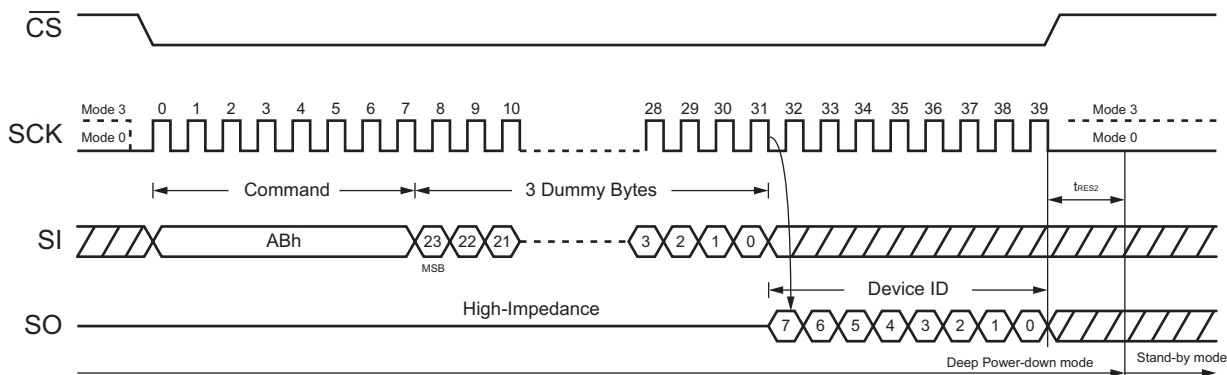 CS
0 1 2 3 4 5 6 7 8 9 10 28 29 30 31 32 33 34 35 36 37 38 39
Mode 3 Mode 3
SCK Mode 0 Mode 0
Command 3 Dummy Bytes tRES2
SI ABh 23 22 21 3 2 1 0
MSB
Device ID
High-Impedance
SO 7 6 5 4 3 2 1 0
Deep Power-down mode Stand-by mode